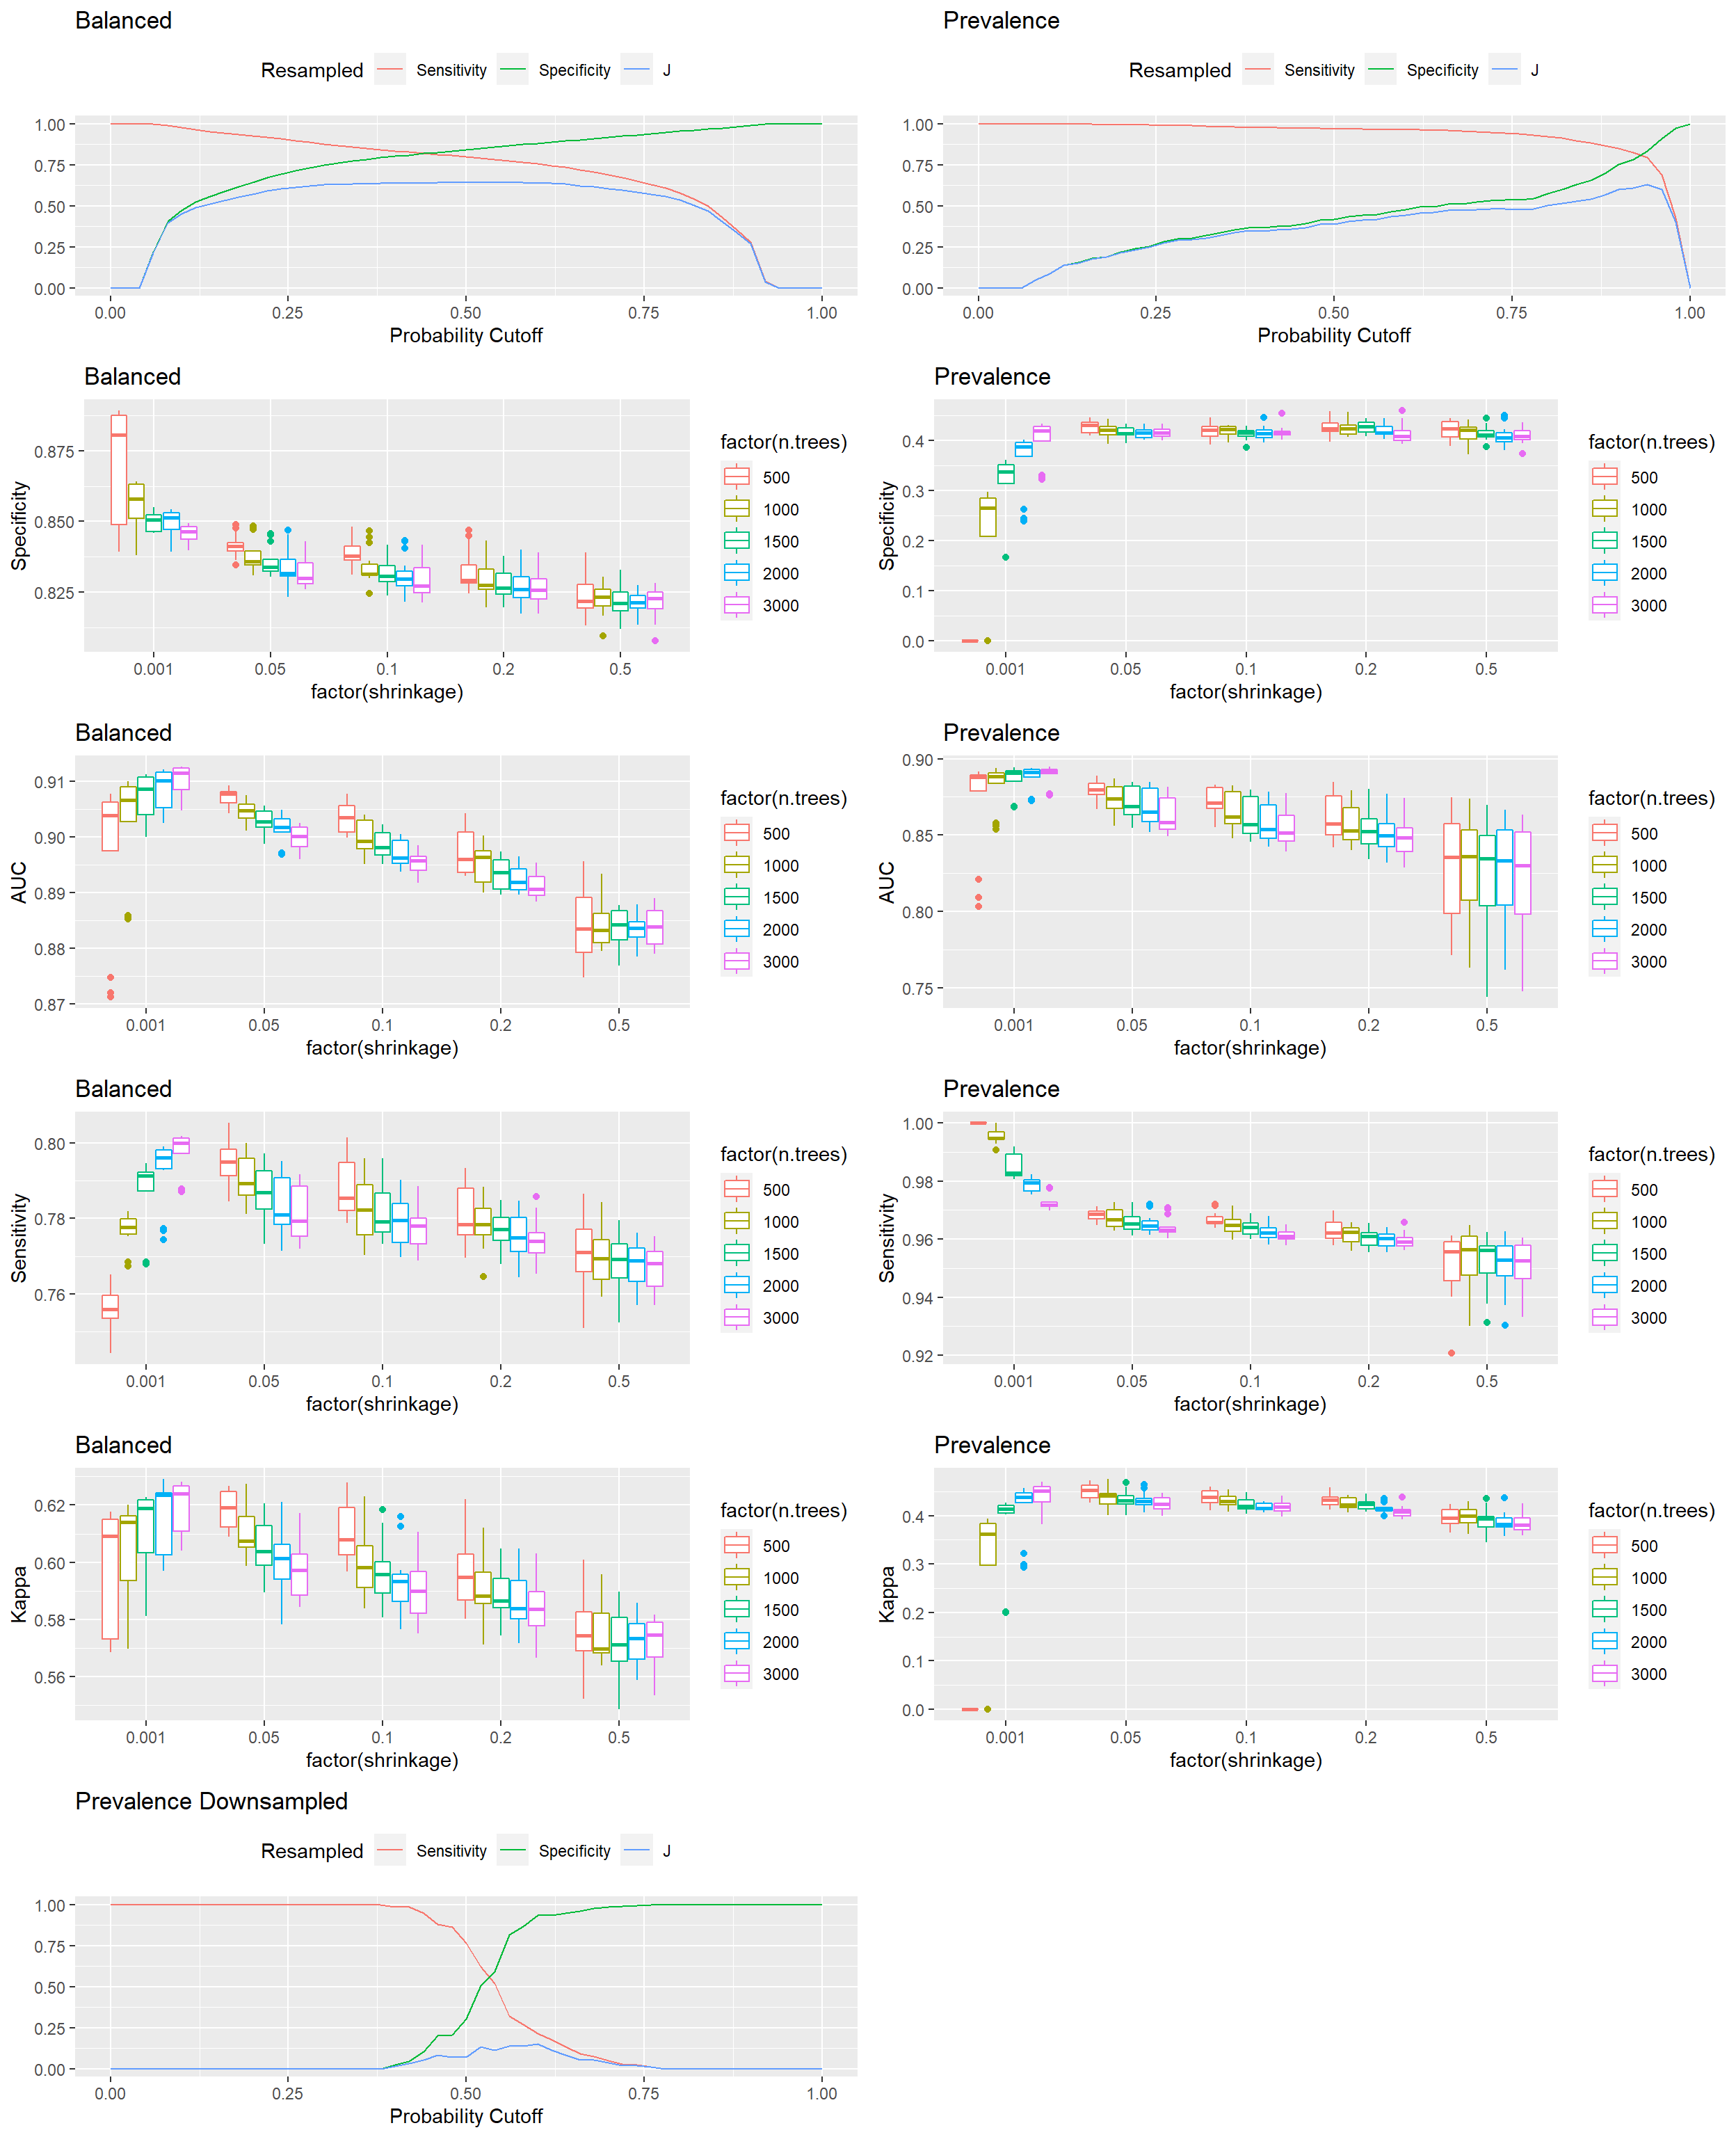 Balanced
Resampled Sensitivity Specificity J
1.00
0.75
0.50
0.25
0.00
0.00 0.25 0.50 0.75 1.00
Probability Cutoff
Prevalence
Resampled Sensitivity Specificity J
1.00
0.75
0.50
0.25
0.00
0.00 0.25 0.50 0.75 1.00
Probability Cutoff
Balanced
Specificity
0.875
0.850
0.825
0.001 0.05 0.1 0.2 0.5
factor(shrinkage)
factor(n.trees)
500
1000
1500
2000
3000
Prevalence
Specificity
0.4
0.3
0.2
0.1
0.0
0.001 0.05 0.1 0.2 0.5
factor(shrinkage)
factor(n.trees)
500
1000
1500
2000
3000
Balanced
AUC
0.91
0.90
0.89
0.88
0.87
0.001 0.05 0.1 0.2 0.5
factor(shrinkage)
factor(n.trees)
500
1000
1500
2000
3000
Prevalence
AUC
0.90
0.85
0.80
0.75
0.001 0.05 0.1 0.2 0.5
factor(shrinkage)
factor(n.trees)
500
1000
1500
2000
3000
Balanced
Sensitivity
0.80
0.78
0.76
0.001 0.05 0.1 0.2 0.5
factor(shrinkage)
factor(n.trees)
500
1000
1500
2000
3000
Prevalence
Sensitivity
1.00
0.98
0.96
0.94
0.92
0.001 0.05 0.1 0.2 0.5
factor(shrinkage)
factor(n.trees)
500
1000
1500
2000
3000
Balanced
Kappa
0.62
0.60
0.58
0.56
0.001 0.05 0.1 0.2 0.5
factor(shrinkage)
factor(n.trees)
500
1000
1500
2000
3000
Prevalence
Kappa
0.4
0.3
0.2
0.1
0.0
0.001 0.05 0.1 0.2 0.5
factor(shrinkage)
factor(n.trees)
500
1000
1500
2000
3000
Prevalence Downsampled
Resampled Sensitivity Specificity J
1.00
0.75
0.50
0.25
0.00
0.00 0.25 0.50 0.75 1.00
Probability Cutoff